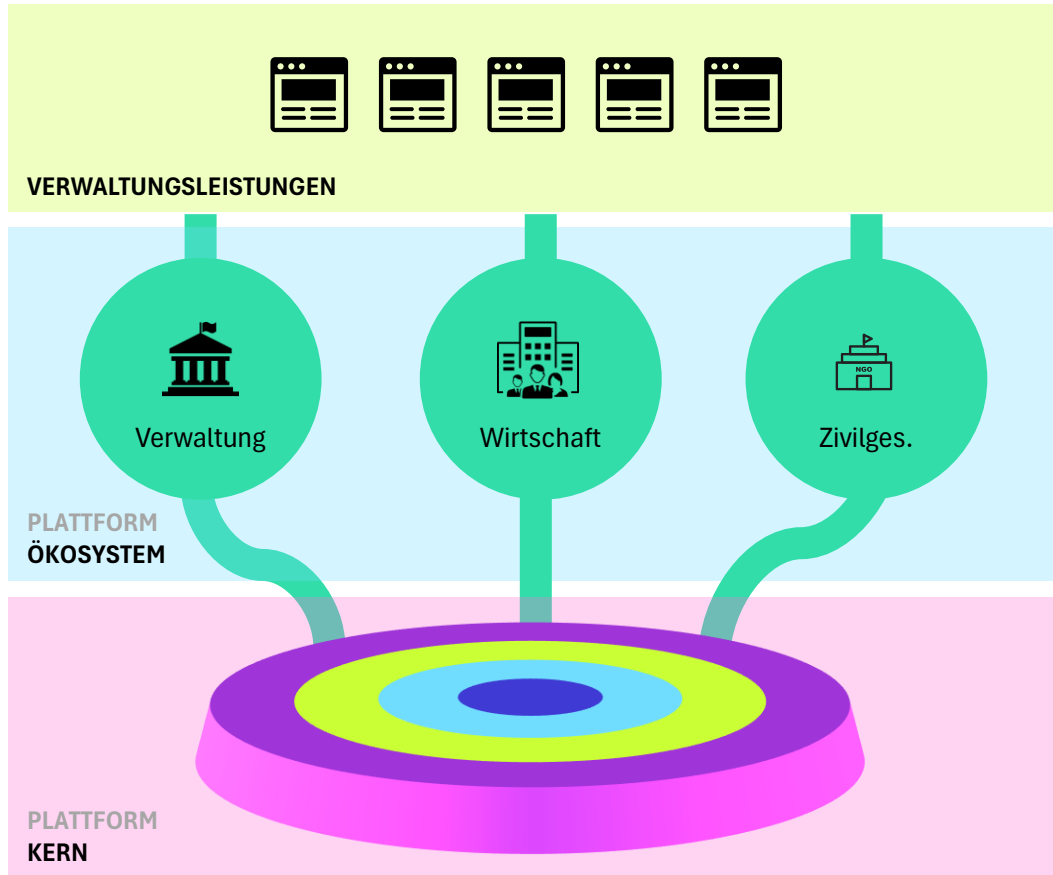 VERWALTUNGSLEISTUNGEN
Verwaltung
Wirtschaft
NGO
Zivilges.
PLATTFORM
ÖKOSYSTEM
PLATTFORM
KERN